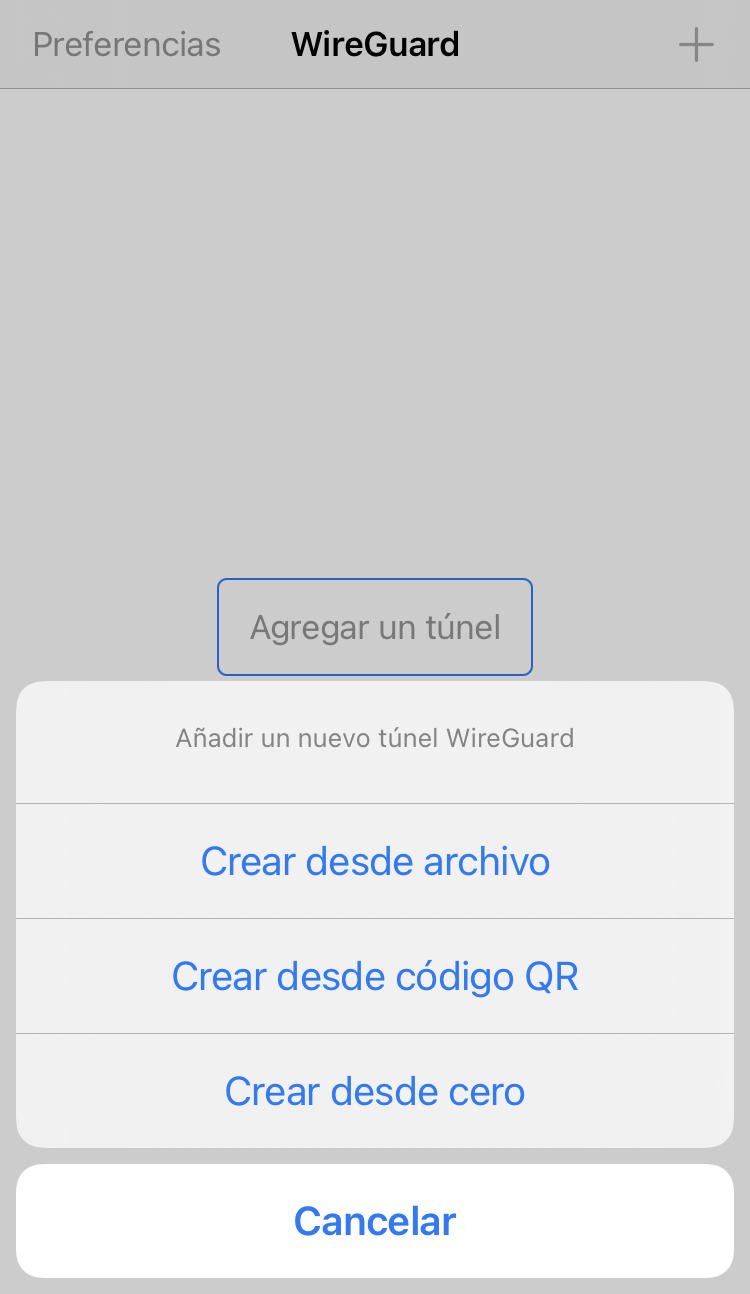 Preferencias
WireGuard
Agregar un túnel
Añadir un nuevo túnel WireGuard
Crear desde archivo
Crear desde código QR
Crear desde cero
Cancelar